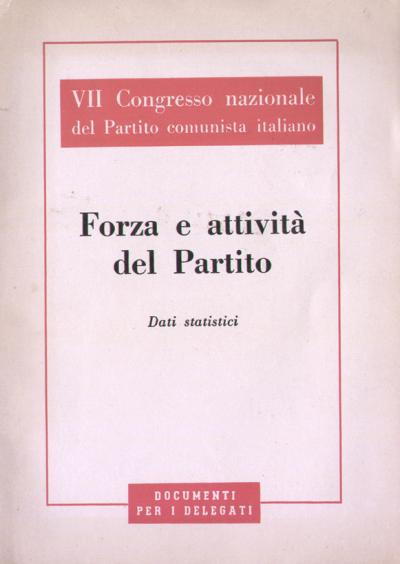 VII Congresso nazionale
del Partito comunista italiano
Forza e attività
del Partito
Dati statistici
DOCUMENTI
PER I DELEGATI